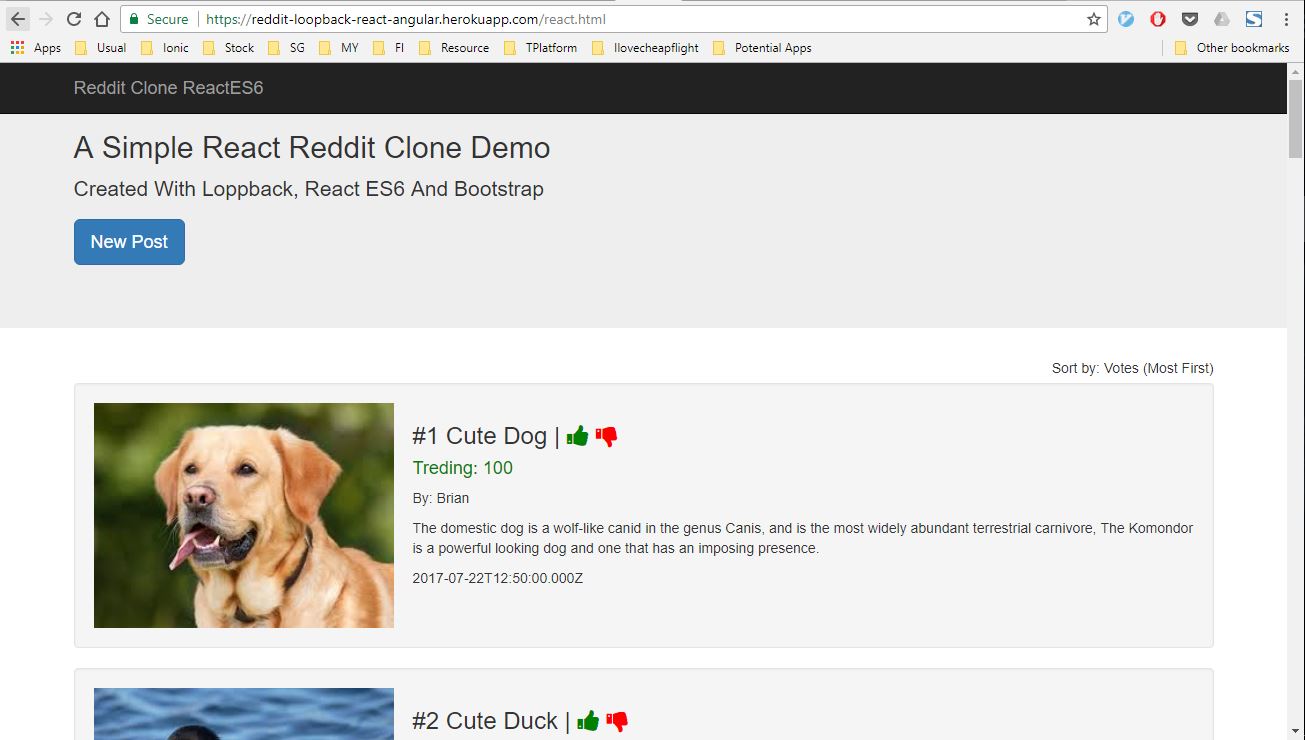 Secure https://reddit-loopback-react-angular.herokuapp.com/react.html
Apps Usual Ionic Stock SG MY FI Resource TPlatform Ilovecheapflight Potential Apps Other bookmarks
Reddit Clone ReactES6
A Simple React Reddit Clone Demo
Created With Loppback, React ES6 And Bootstrap
New Post
Sort by: Votes (Most First)
#1 Cute Dog |
Treding: 100
By: Brian
The domestic dog is a wolf-like canid in the genus Canis, and is the most widely abundant terrestrial carnivore, The Komondor
is a powerful looking dog and one that has an imposing presence.
2017-07-22T12:50:00.000Z
#2 Cute Duck |